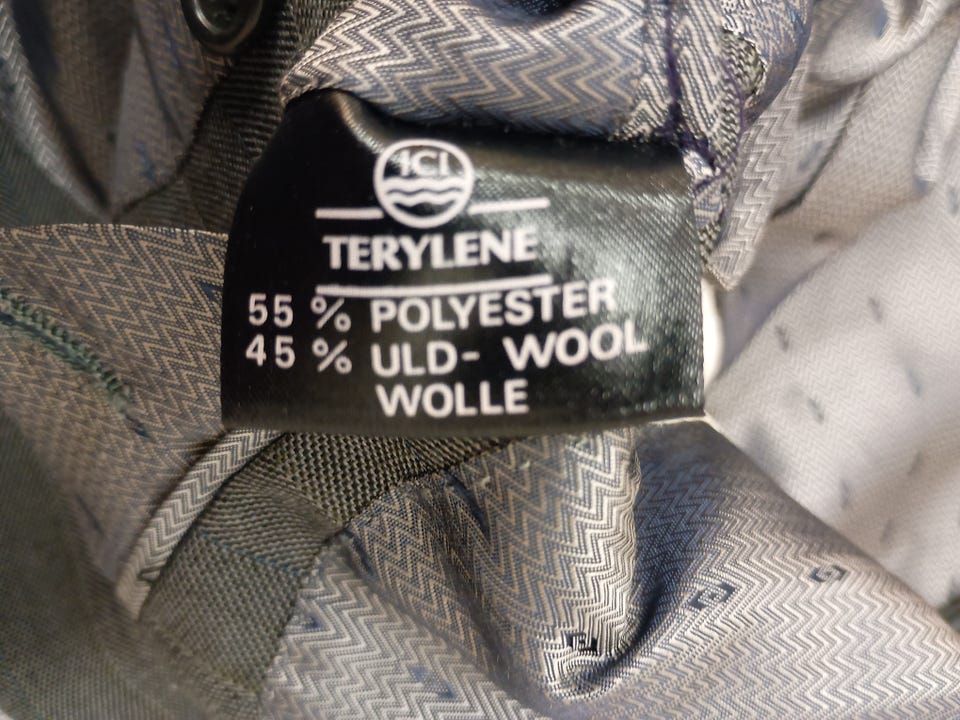 ICI
TERYLENE
55 % POLYESTER
45 % ULD- WOOL
WOLLE